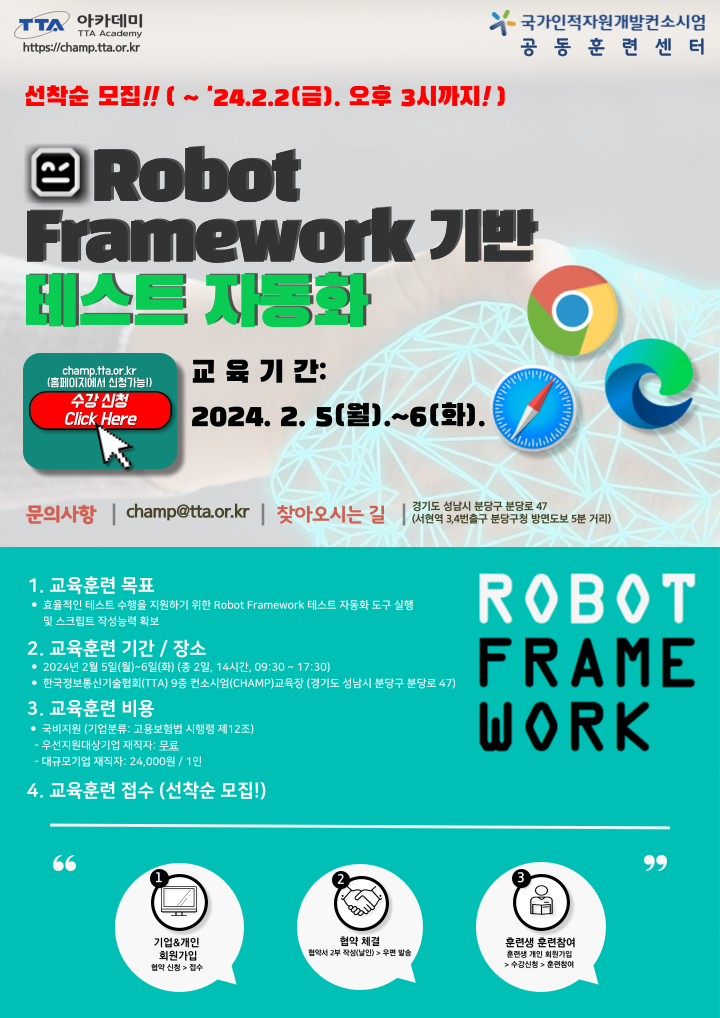 TTA 아카데미
TTA Academy
https://champ.tta.or.kr
국가인적자원개발컨소시엄
공동훈련센터
선착순 모집!! ( ~ '24.2.2(금). 오후 3시까지! )
Robot
Framework 기반
테스트 자동화
champ.tta.or.kr
(홈페이지에서 신청가능!)
수강 신청
Click Here
교 육 기 간:
2024. 2. 5(월).~6(화).
문의사항 | champ@tta.or.kr | 찾아오시는 길 | 경기도 성남시 분당구 분당로 47
(서현역 3,4번출구 분당구청 방면도보 5분 거리)
1. 교육훈련 목표
• 효율적인 테스트 수행을 지원하기 위한 Robot Framework 테스트 자동화 도구 실행
및 스크립트 작성능력 확보
2. 교육훈련 기간 / 장소
• 2024년 2월 5일(월)~6일(화) (총 2일, 14시간, 09:30 ~ 17:30)
• 한국정보통신기술협회(TTA) 9층 컨소시엄(CHAMP)교육장 (경기도 성남시 분당구 분당로 47)
3. 교육훈련 비용
• 국비지원 (기업분류: 고용보험법 시행령 제12조)
- 우선지원대상기업 재직자: 무료
- 대규모기업 재직자: 24,000원 / 1인
4. 교육훈련 접수 (선착순 모집!)
ROBOT
FRAME
WORK
“
”
1
기업&개인
회원가입
협약 신청 > 접수
2
협약 체결
협약서 2부 작성(날인) > 우편 발송
3
훈련생 훈련참여
훈련생 개인 회원가입
> 수강신청 > 훈련참여